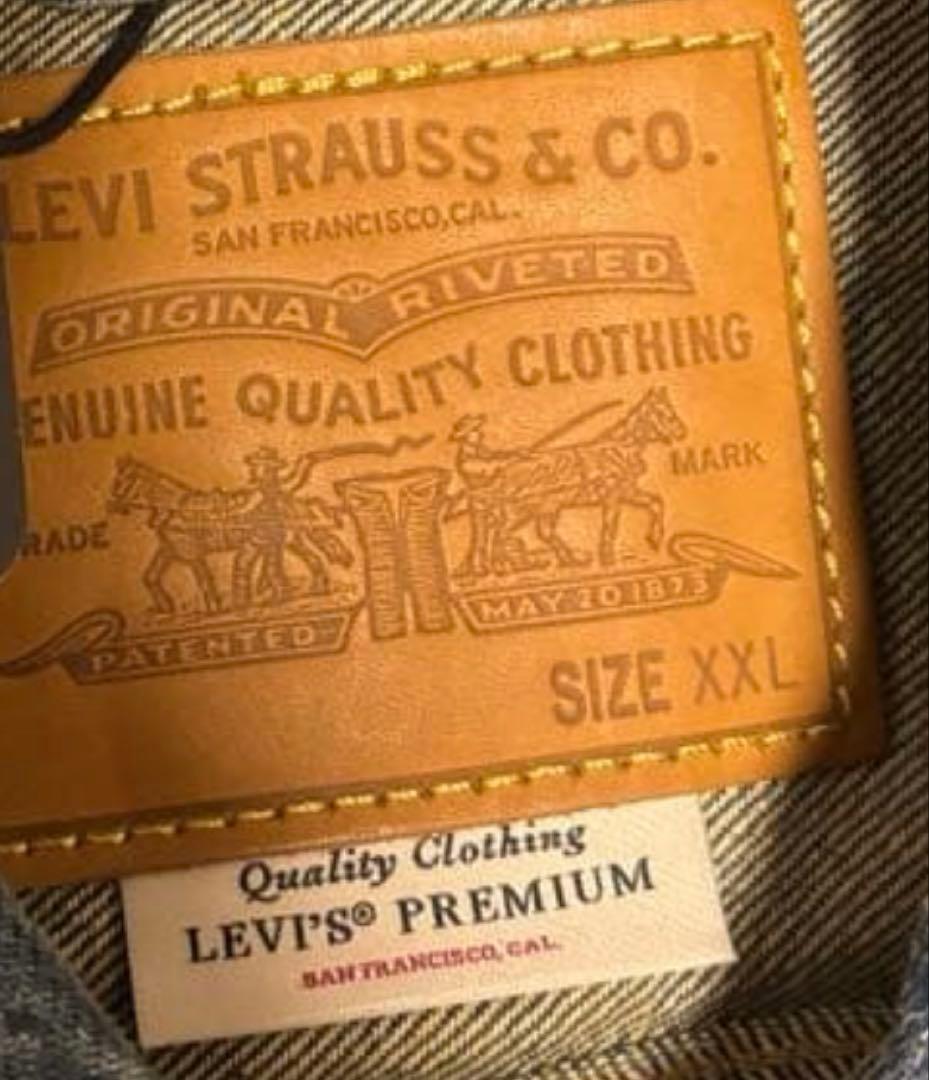 LEVI STRAUSS & CO.
SAN FRANCISCO, CAL.
ORIGINAL RIVETED
ENUINE QUALITY CLOTHING
RADE MARK
PATENTED MAY 20 1873
SIZE XXL
Quality Clothing
LEVI'S® PREMIUM
SAN FRANCISCO, CAL.